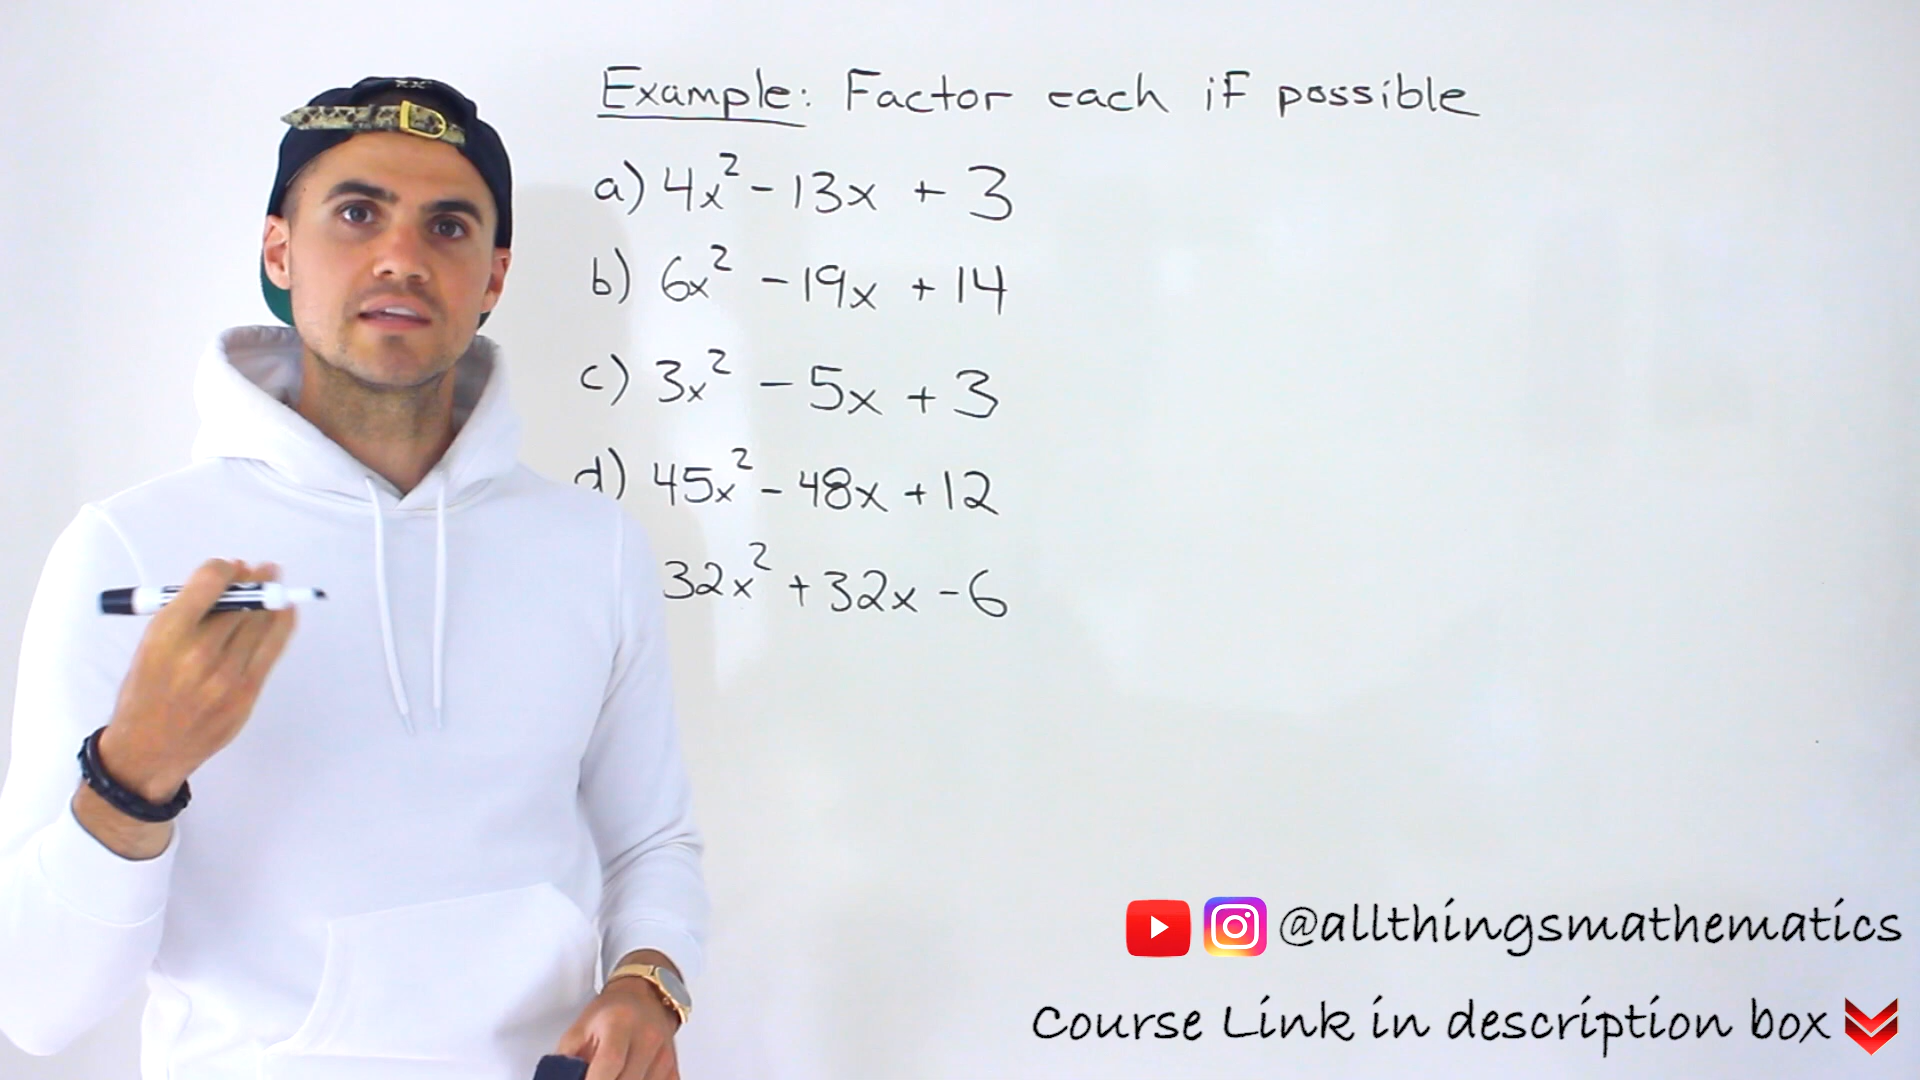 Example: Factor each if possible
a) 4x² - 13x + 3
b) 6x² - 19x + 14
c) 3x² - 5x + 3
d) 45x² - 48x + 12
32x² + 32x - 6
@allthingsmathematics
Course Link in description box